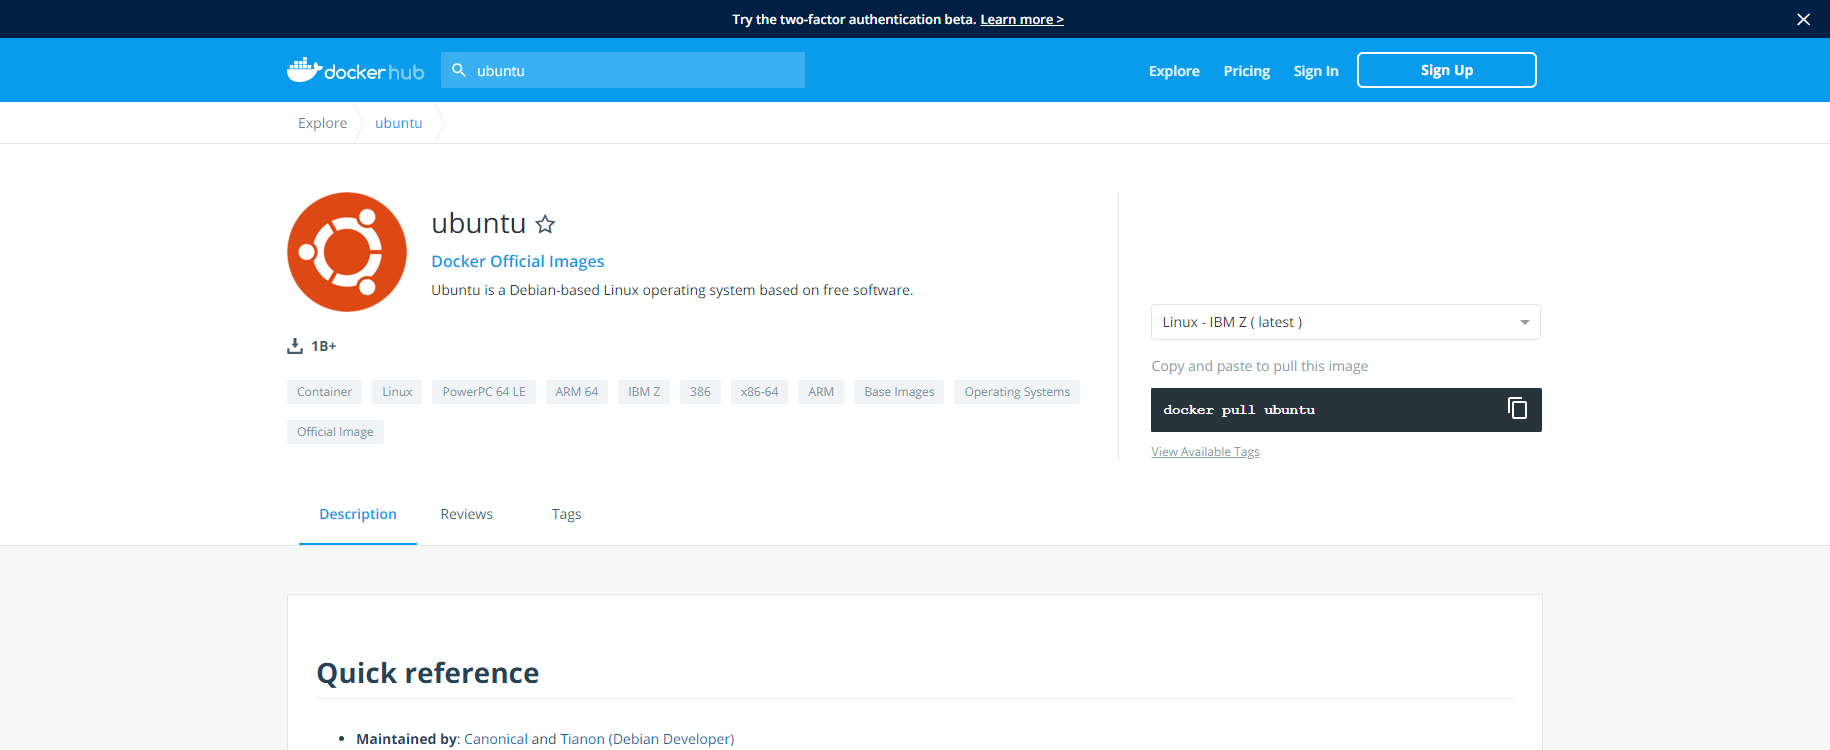 Try the two-factor authentication beta. Learn more >
dockerhub
ubuntu
Explore
Pricing
Sign In
Sign Up
Explore
ubuntu
ubuntu
Docker Official Images
Ubuntu is a Debian-based Linux operating system based on free software.
1B+
Container
Linux
PowerPC 64 LE
ARM 64
IBM Z
386
x86-64
ARM
Base Images
Operating Systems
Official Image
Linux - IBM Z ( latest )
Copy and paste to pull this image
docker pull ubuntu
View Available Tags
Description
Reviews
Tags
Quick reference
• Maintained by: Canonical and Tianon (Debian Developer)